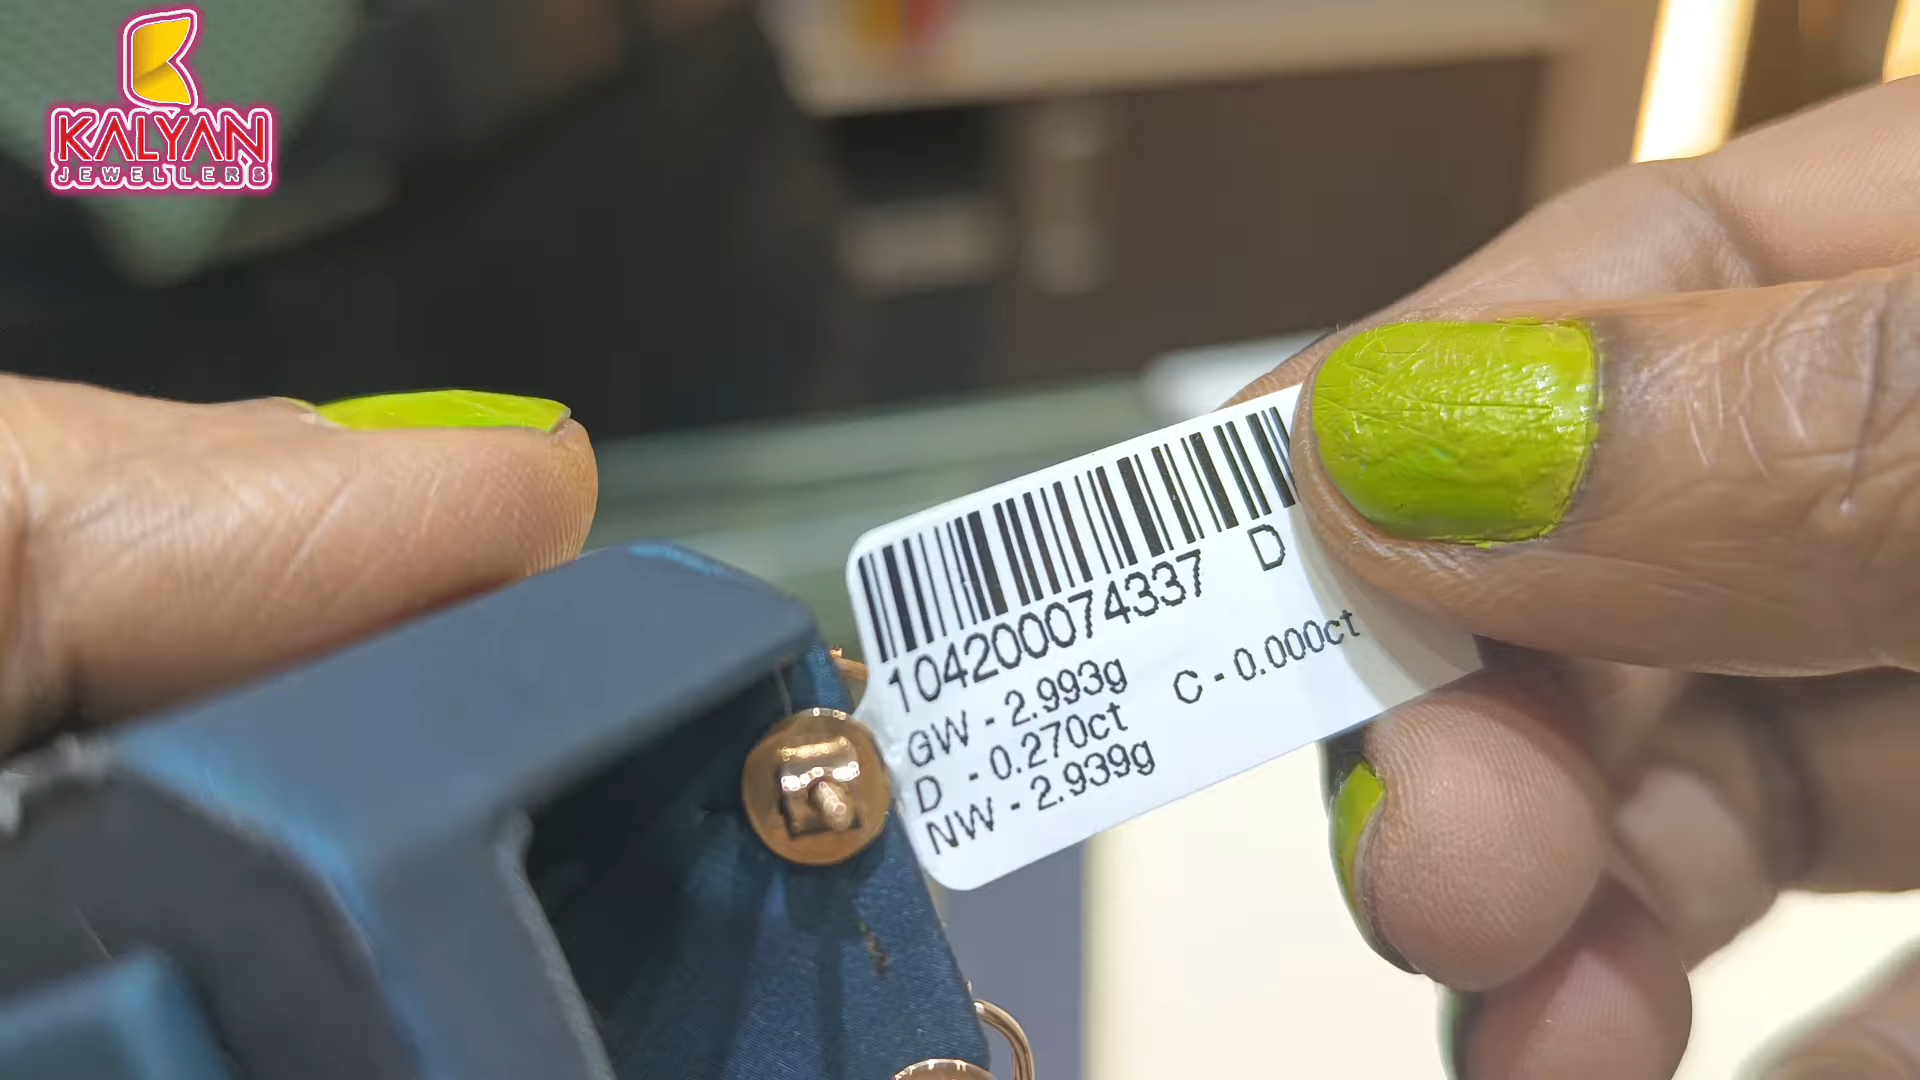 KALYAN
JEWELLERS
104200074337 D
GW - 2.993g C - 0.000ct
D - 0.270ct
NW - 2.939g